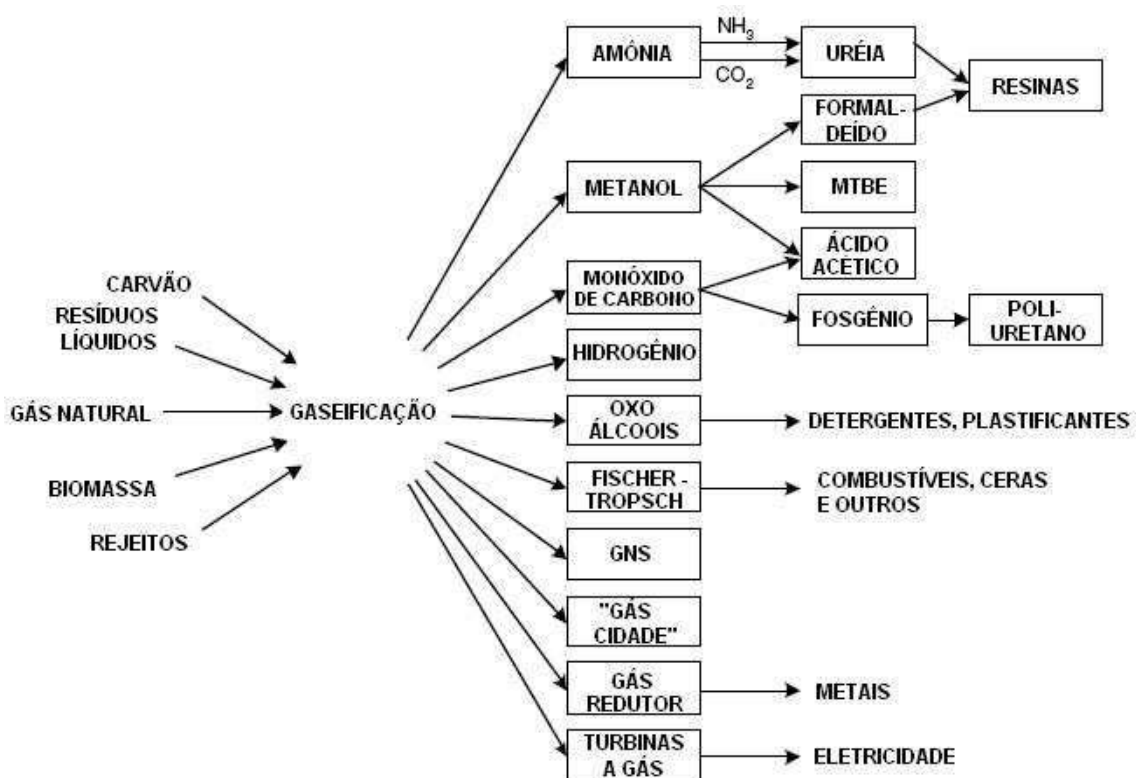 CARVÃO
RESÍDUOS
LÍQUIDOS
GÁS NATURAL
BIOMASSA
REJEITOS
GASEIFICAÇÃO
AMÔNIA
NH3
CO2
URÉIA
RESINAS
FORMAL-
DEÍDO
METANOL
MTBE
ÁCIDO
ACÉTICO
MONÓXIDO
DE CARBONO
FOSGÊNIO
POLI-
URETANO
HIDROGÊNIO
OXO
ÁLCOOIS
DETERGENTES, PLASTIFICANTES
FISCHER -
TROPSCH
COMBUSTÍVEIS, CERAS
E OUTROS
GNS
"GÁS
CIDADE"
GÁS
REDUTOR
METAIS
TURBINAS
A GÁS
ELETRICIDADE